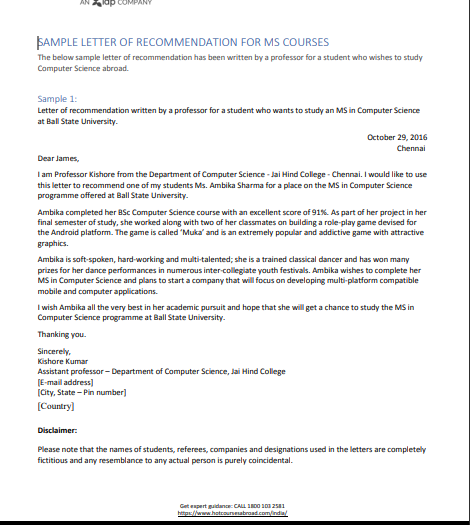 AN idp COMPANY
SAMPLE LETTER OF RECOMMENDATION FOR MS COURSES
The below sample letter of recommendation has been written by a professor for a student who wishes to study
Computer Science abroad.
Sample 1:
Letter of recommendation written by a professor for a student who wants to study an MS in Computer Science
at Ball State University.
October 29, 2016
Chennai
Dear James,
I am Professor Kishore from the Department of Computer Science - Jai Hind College - Chennai. I would like to use
this letter to recommend one of my students Ms. Ambika Sharma for a place on the MS in Computer Science
programme offered at Ball State University.
Ambika completed her BSc Computer Science course with an excellent score of 91%. As part of her project in her
final semester of study, she worked along with two of her classmates on building a role-play game devised for
the Android platform. The game is called ‘Muka’ and is an extremely popular and addictive game with attractive
graphics.
Ambika is soft-spoken, hard-working and multi-talented; she is a trained classical dancer and has won many
prizes for her dance performances in numerous inter-collegiate youth festivals. Ambika wishes to complete her
MS in Computer Science and plans to start a company that will focus on developing multi-platform compatible
mobile and computer applications.
I wish Ambika all the very best in her academic pursuit and hope that she will get a chance to study the MS in
Computer Science programme at Ball State University.
Thanking you.
Sincerely,
Kishore Kumar
Assistant professor – Department of Computer Science, Jai Hind College
[E-mail address]
[City, State – Pin number]
[Country]
Disclaimer:
Please note that the names of students, referees, companies and designations used in the letters are completely
fictitious and any resemblance to any actual person is purely coincidental.
Get expert guidance: CALL 1800 103 2581
https://www.hotcoursesabroad.com/india/